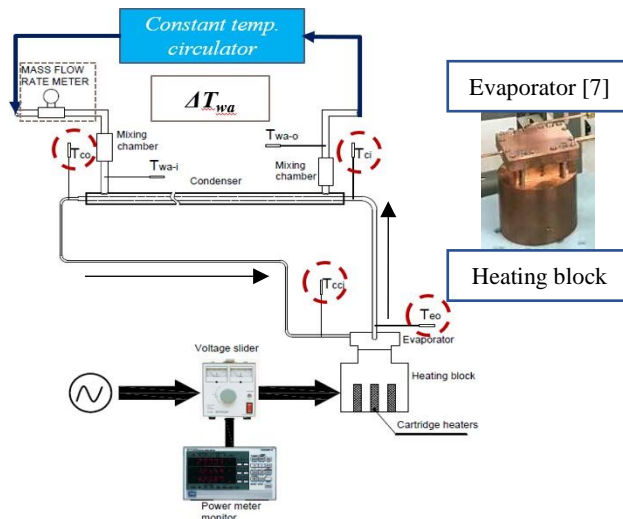 Constant temp.
circulator
MASS FLOW
RATE METER
ΔTwa
Evaporator [7]
Mixing
chamber
Twa-o
Tco
Tci
Twa-i
Mixing
chamber
Condenser
Heating block
Tcci
Teo
Evaporator
Voltage slider
Heating block
Cartridge heaters
Power meter
monitor